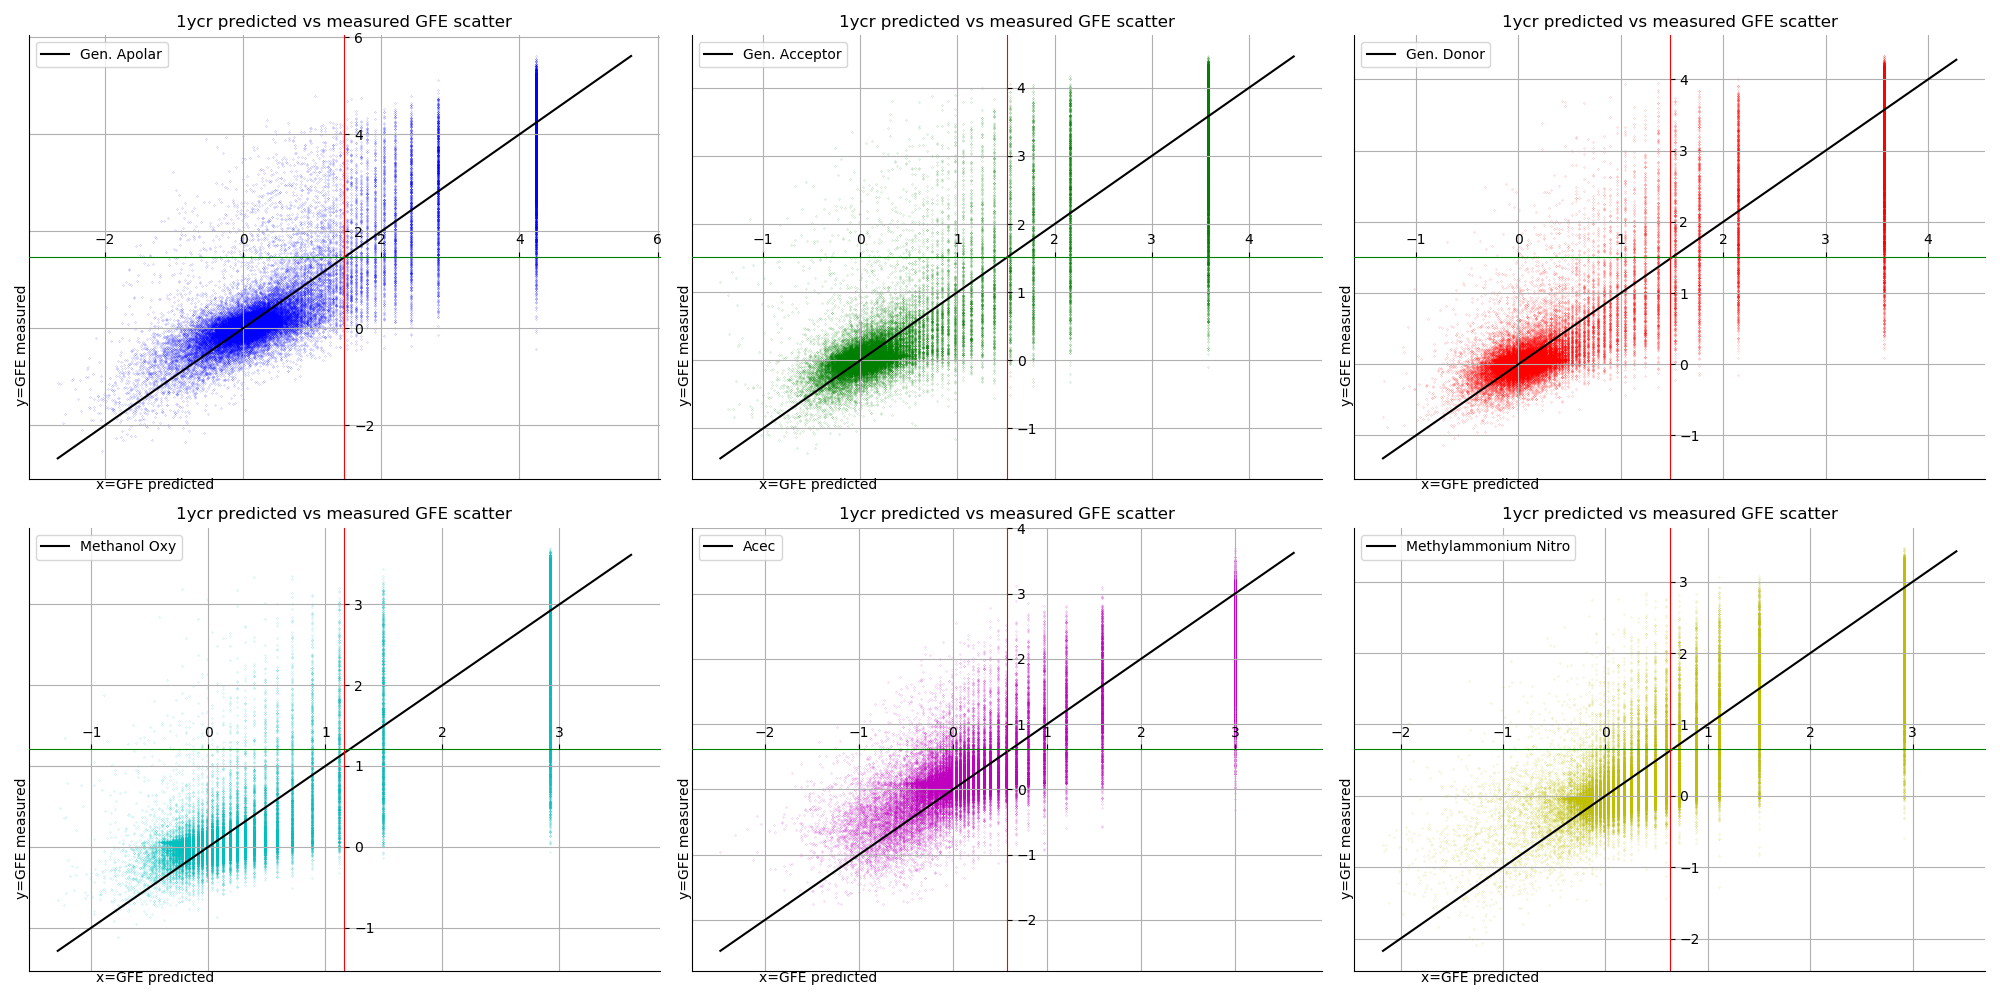 1ycr predicted vs measured GFE scatter
Gen. Apolar
6
4
2
0
−2
−2 0 2 4 6
y=GFE measured
x=GFE predicted
1ycr predicted vs measured GFE scatter
Gen. Acceptor
4
3
2
1
0
−1
−1 0 1 2 3 4
y=GFE measured
x=GFE predicted
1ycr predicted vs measured GFE scatter
Gen. Donor
4
3
2
1
0
−1
−1 0 1 2 3 4
y=GFE measured
x=GFE predicted
1ycr predicted vs measured GFE scatter
Methanol Oxy
3
2
1
0
−1
−1 0 1 2 3
y=GFE measured
x=GFE predicted
1ycr predicted vs measured GFE scatter
Acec
4
3
2
1
0
−1
−2
−2 −1 0 1 2 3
y=GFE measured
x=GFE predicted
1ycr predicted vs measured GFE scatter
Methylammonium Nitro
3
2
1
0
−1
−2
−2 −1 0 1 2 3
y=GFE measured
x=GFE predicted